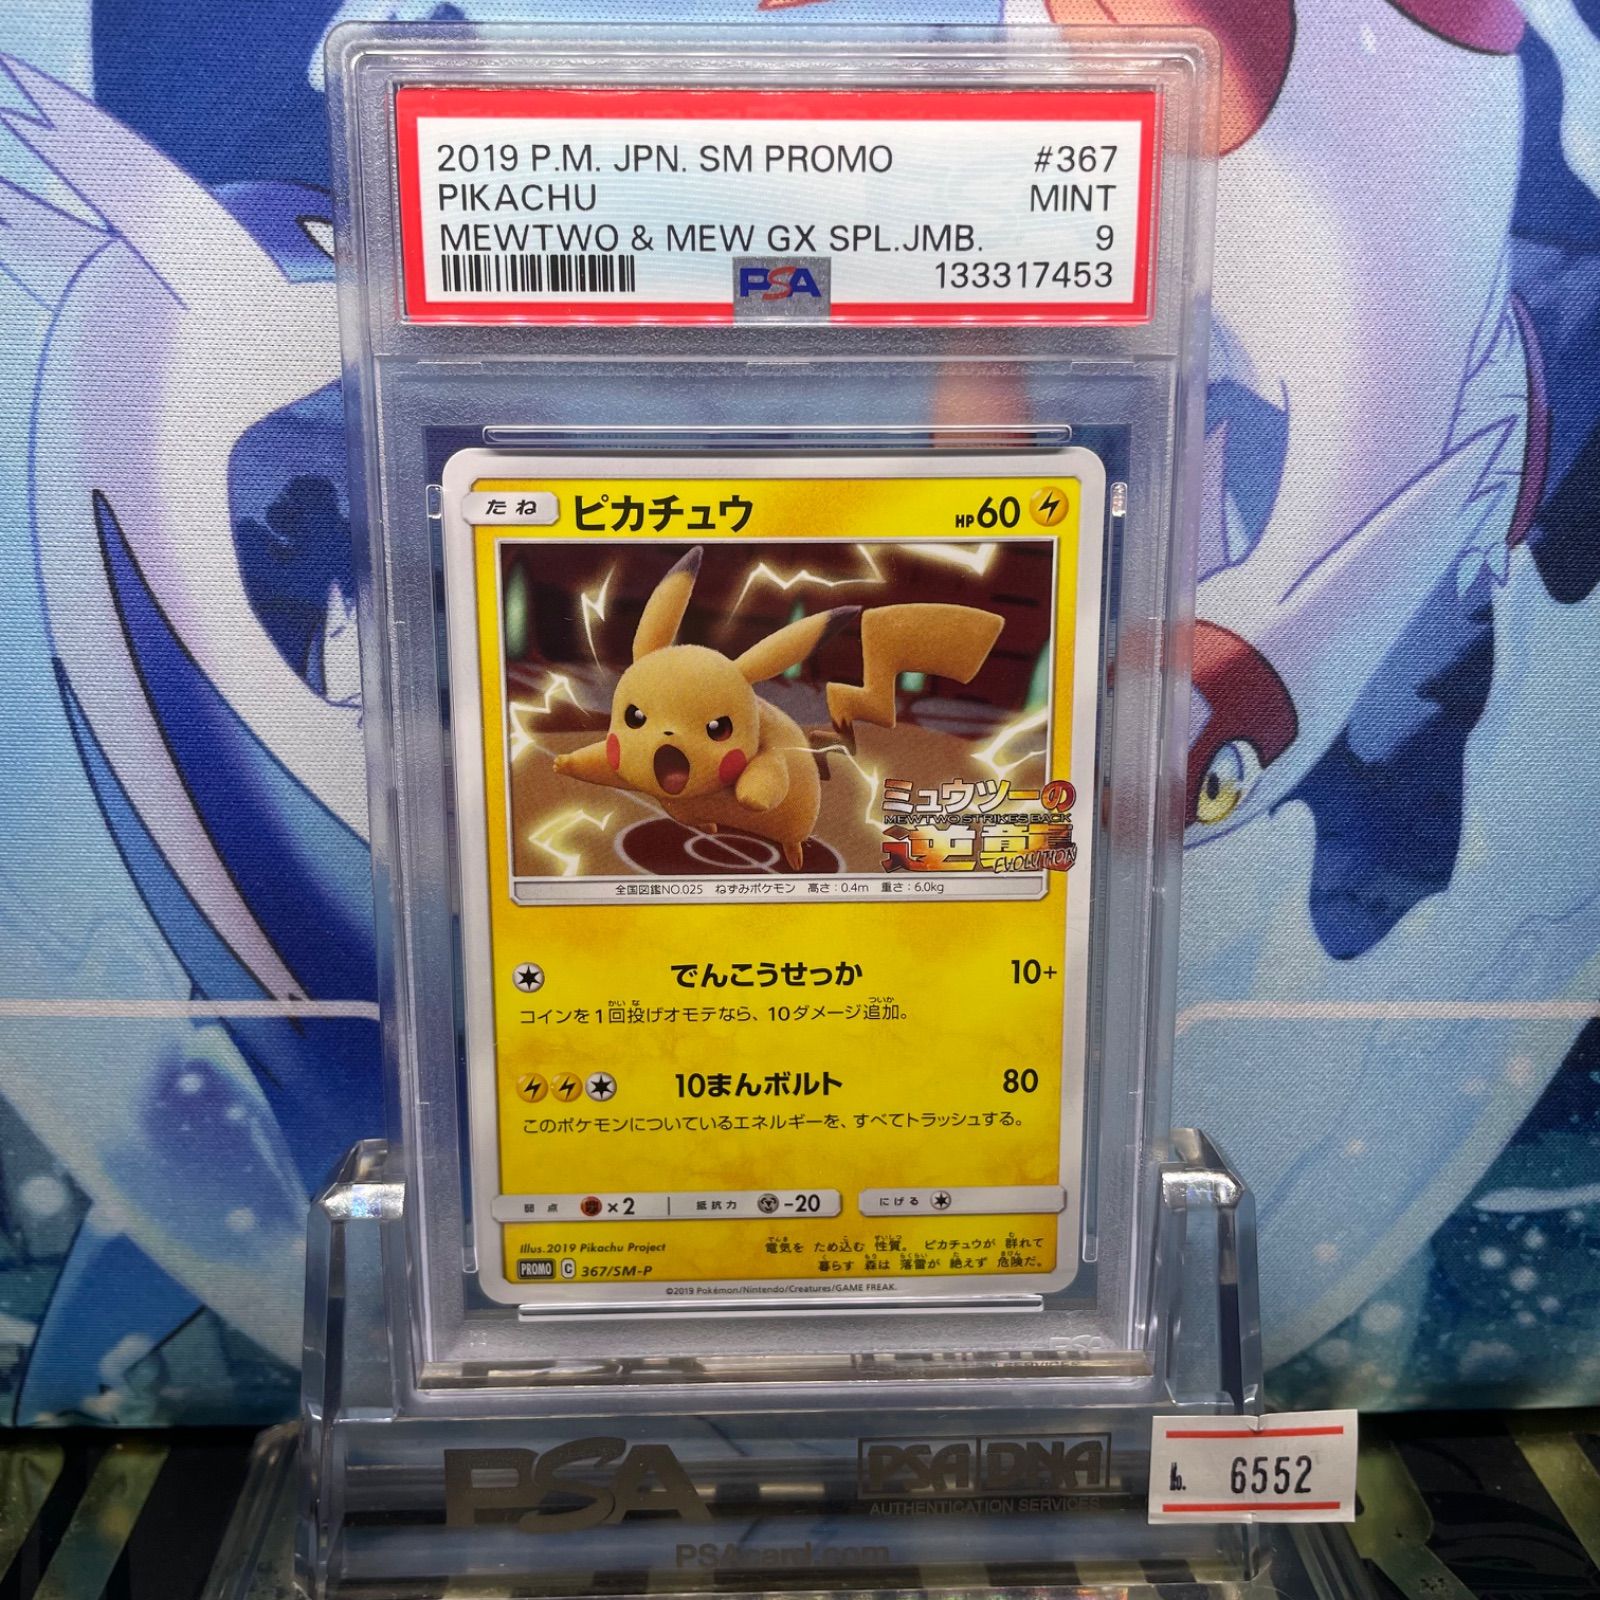 2019 P.M. JPN. SM PROMO #367
PIKACHU MINT
MEWTWO & MEW GX SPL.JMB. 9
PSA 133317453
たね ピカチュウ HP60
ミュウツーの
MEWTWO STRIKES BACK
逆襲
EVOLUTION
全国図鑑NO.025 ねずみポケモン 高さ:0.4m 重さ:6.0kg
でんこうせっか 10+
コインを1回投げオモテなら、10ダメージ追加。
10まんボルト 80
このポケモンについているエネルギーを、すべてトラッシュする。
弱点 ×2 抵抗力 -20 にげる
Illus.2019 Pikachu Project
電気を ため込む 性質。 ピカチュウが 群れて
暮らす 森は 落雷が 絶えず 危険だ。
PROMO C 367/SM-P
©2019 Pokémon/Nintendo/Creatures/GAME FREAK.
PSA PSA DNA
AUTHENTICATION SERVICES
PSAcard.com
No. 6552